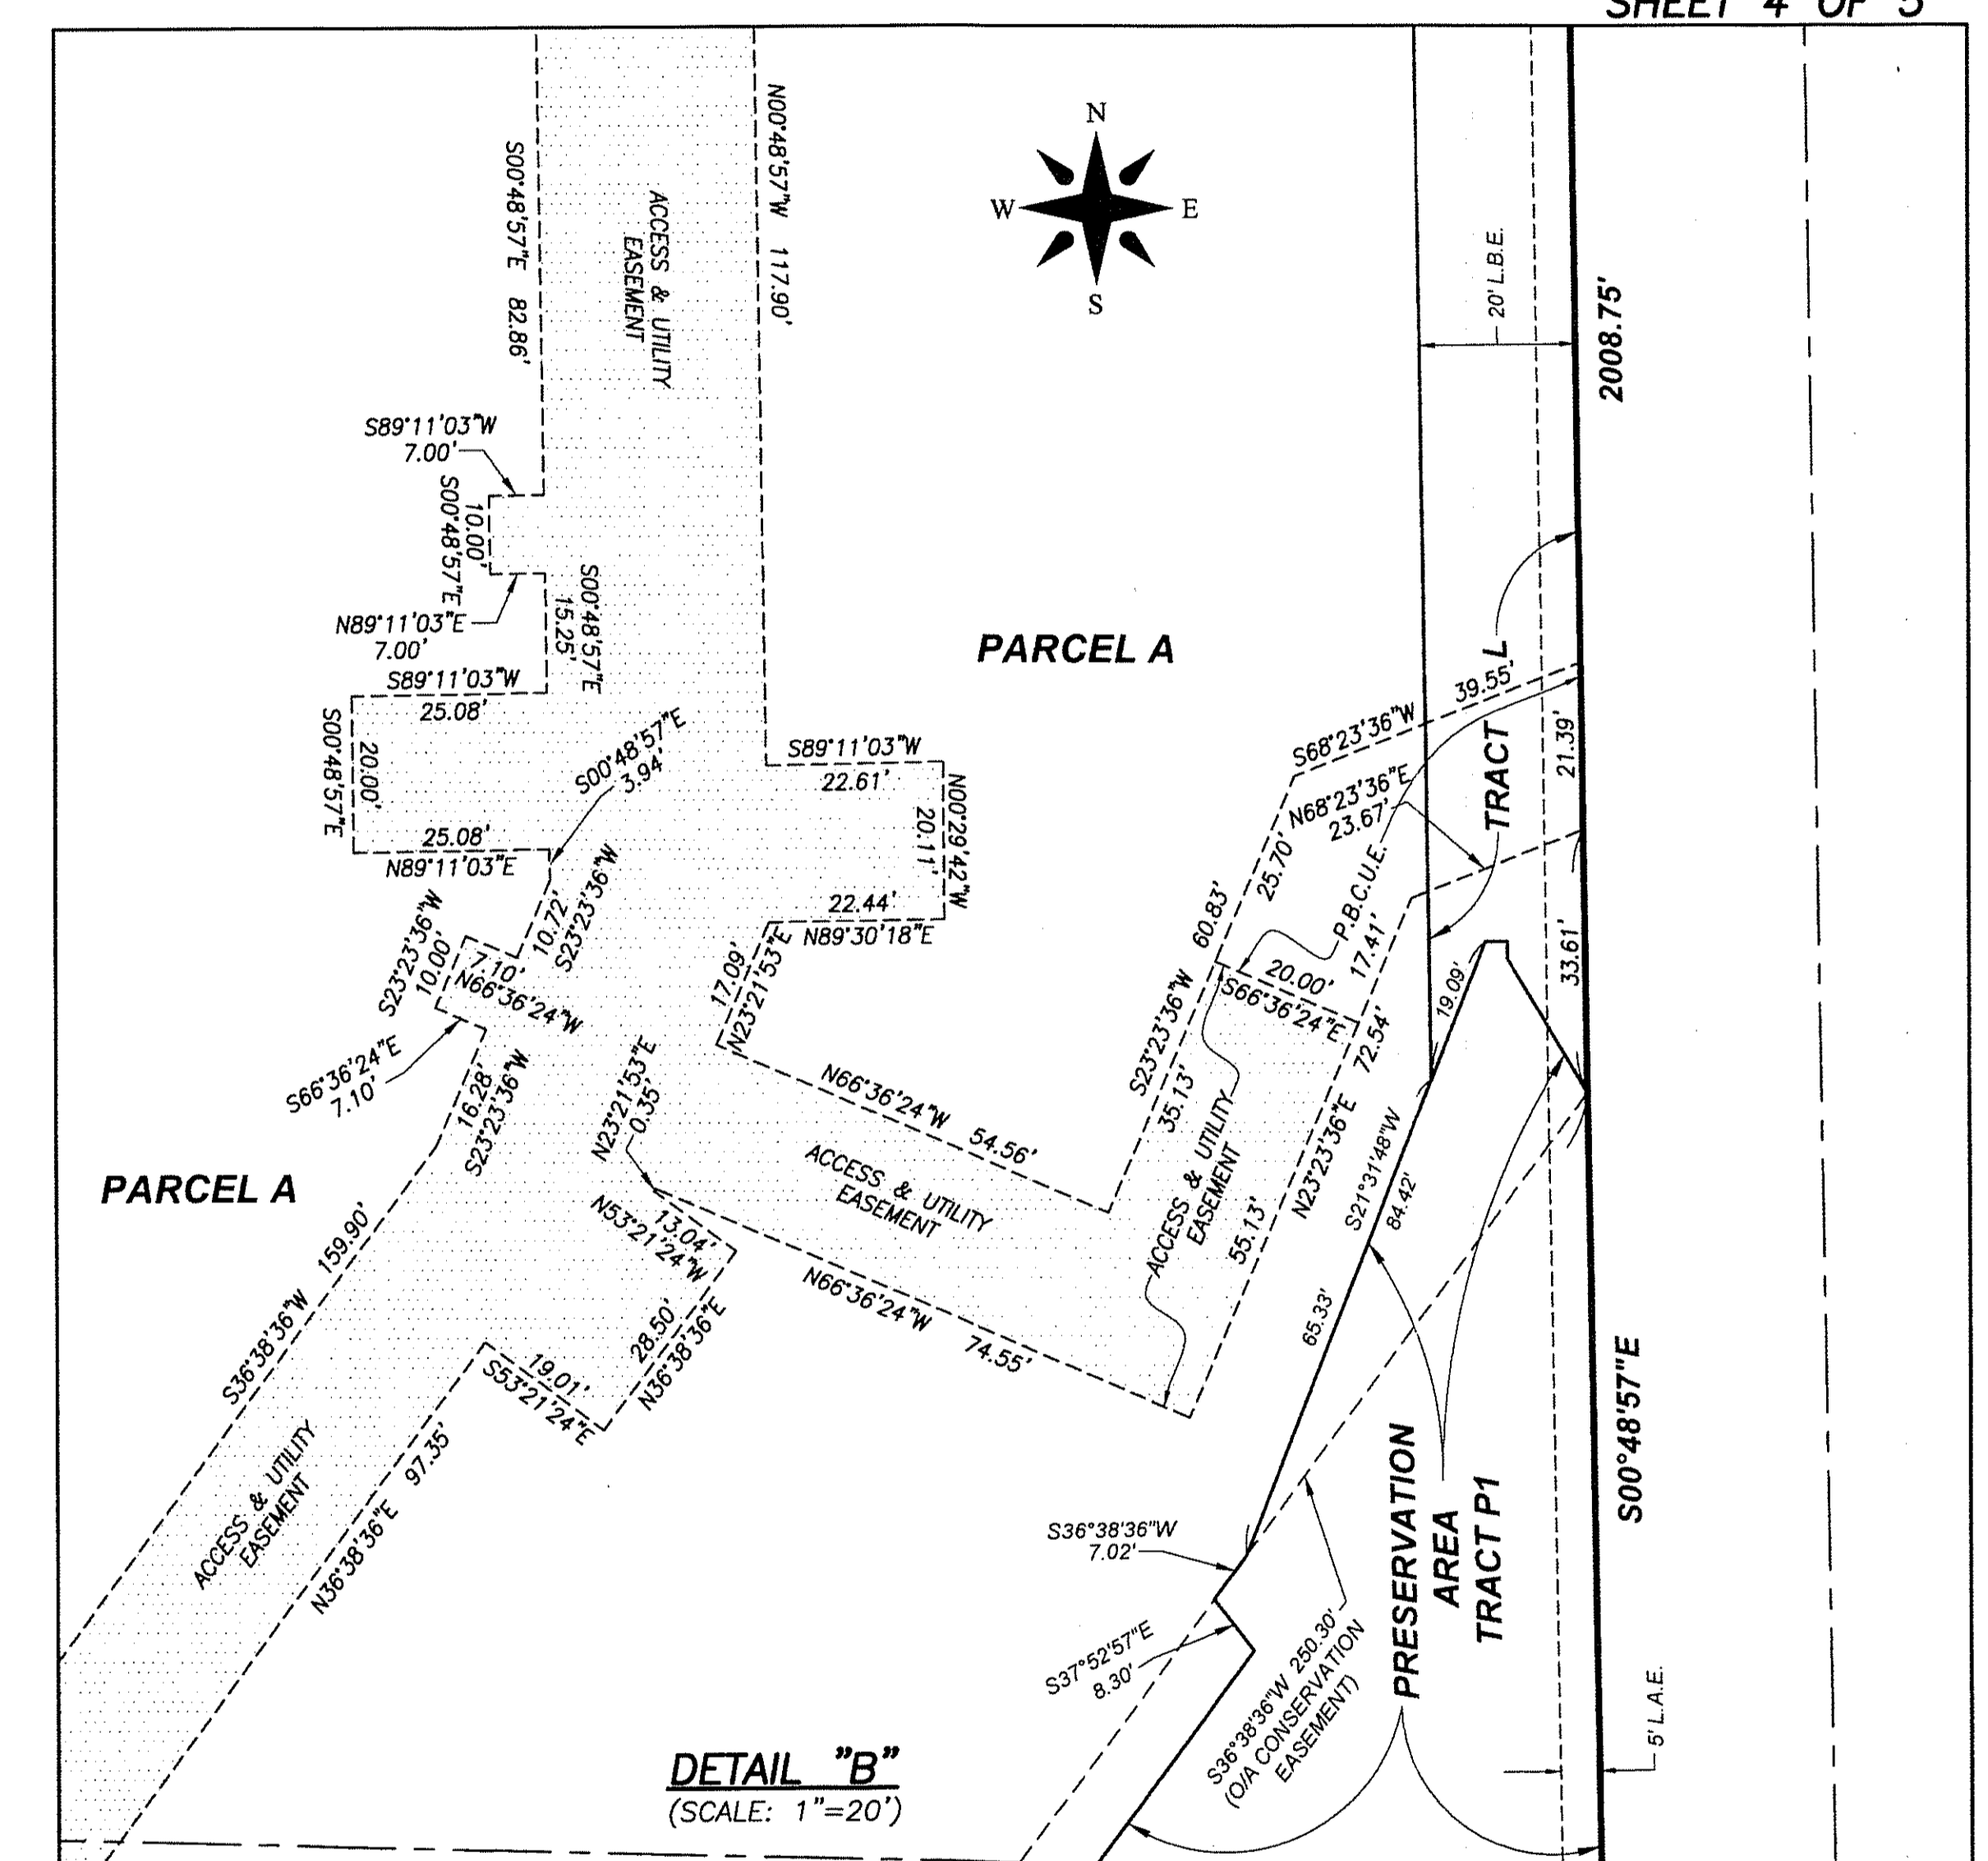 SHEET 4 OF 5
N
W E
S
S00°48'57"E 82.86'
ACCESS & UTILITY
EASEMENT
N00°48'57"W 117.90'
20' L.B.E.
2008.75'
S89°11'03"W
7.00'
10.00'
S00°48'57"E
N89°11'03"E
7.00'
S00°48'57"E
15.25'
S89°11'03"W
25.08'
S00°48'57"E
20.00'
25.08'
N89°11'03"E
S00°48'57"E
3.94'
PARCEL A
S89°11'03"W
22.61'
N00°29'42"W
20.11'
22.44'
N89°30'18"E
S68°23'36"W
39.55'
TRACT L
21.39'
N68°23'36"E
23.67'
P.B.C.U.E.
25.70'
60.83'
S23°23'36"W
17.41'
20.00'
S66°36'24"E
72.54'
N23°23'36"E
33.61'
19.09'
10.72'
S23°23'36"W
S23°23'36"W
10.00'
7.10'
N66°36'24"W
S66°36'24"E
7.10'
16.28'
S23°23'36"W
17.09'
N23°21'53"E
N23°21'53"E
0.35'
N66°36'24"W 54.56'
35.13'
ACCESS & UTILITY
EASEMENT
ACCESS & UTILITY
EASEMENT
55.13'
S21°31'48"W
84.42'
65.33'
PARCEL A
13.04'
N53°21'24"W
N66°36'24"W 74.55'
28.50'
N36°38'36"E
19.01'
S53°21'24"E
S36°38'36"W 159.90'
ACCESS & UTILITY
EASEMENT
N36°38'36"E 97.35'
S00°48'57"E
PRESERVATION
AREA
TRACT P1
S36°38'36"W
7.02'
S37°52'57"E
8.30'
S36°38'36"W 250.30'
(O/A CONSERVATION
EASEMENT)
5' L.A.E.
DETAIL "B"
(SCALE: 1"=20')